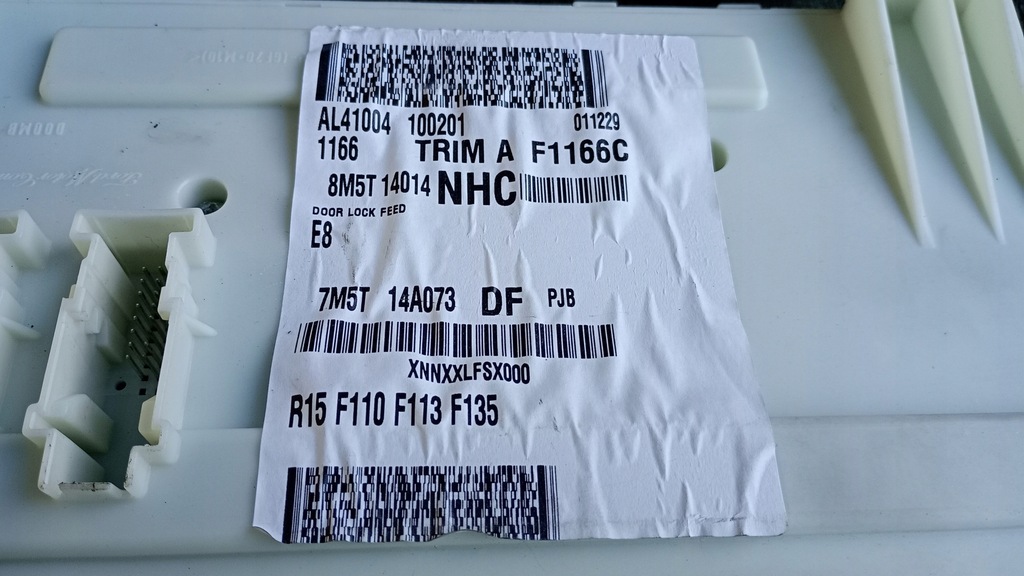 AL41004 100201 011229
1166 TRIM A F1166C
8M5T 14014 NHC
DOOR LOCK FEED
E8
7M5T 14A073 DF PJB
XNNXXLFSX000
R15 F110 F113 F135